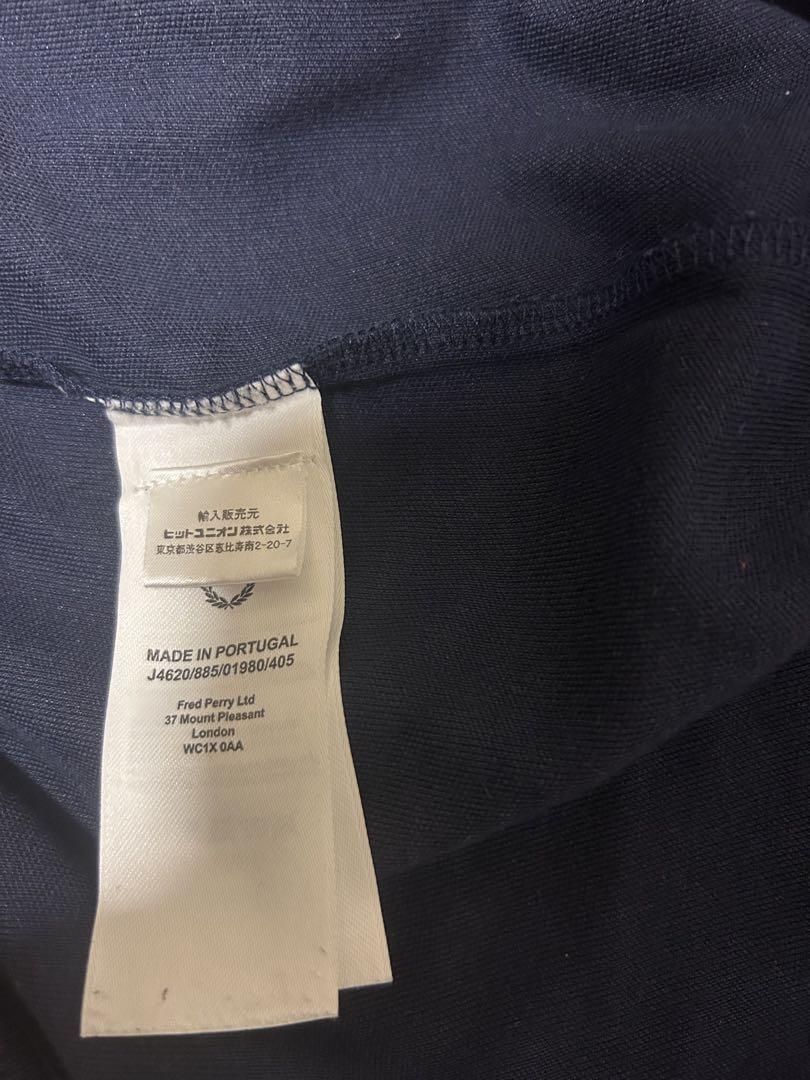 輸入販売元
ヒットユニオン株式会社
東京都渋谷区恵比寿南2-20-7
MADE IN PORTUGAL
J4620/885/01980/405
Fred Perry Ltd
37 Mount Pleasant
London
WC1X 0AA